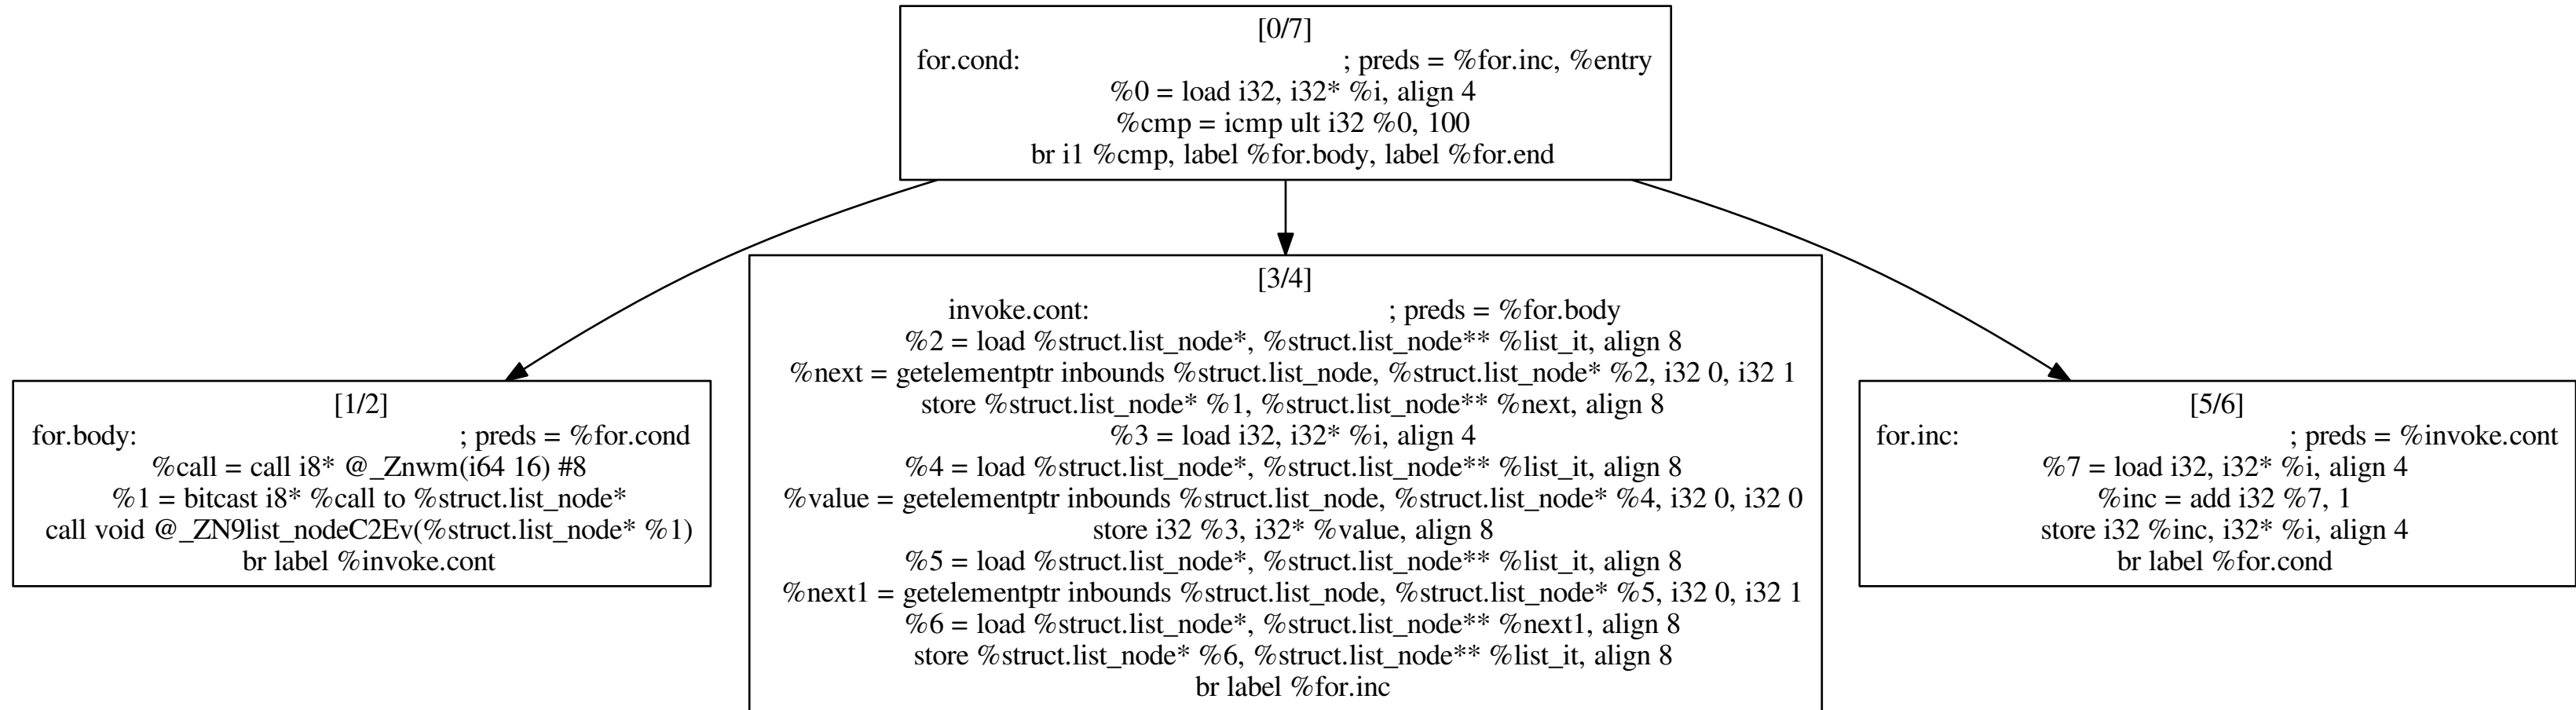 [0/7]
for.cond: ; preds = %for.inc, %entry
%0 = load i32, i32* %i, align 4
%cmp = icmp ult i32 %0, 100
br i1 %cmp, label %for.body, label %for.end
[1/2]
for.body: ; preds = %for.cond
%call = call i8* @_Znwm(i64 16) #8
%1 = bitcast i8* %call to %struct.list_node*
call void @_ZN9list_nodeC2Ev(%struct.list_node* %1)
br label %invoke.cont
[3/4]
invoke.cont: ; preds = %for.body
%2 = load %struct.list_node*, %struct.list_node** %list_it, align 8
%next = getelementptr inbounds %struct.list_node, %struct.list_node* %2, i32 0, i32 1
store %struct.list_node* %1, %struct.list_node** %next, align 8
%3 = load i32, i32* %i, align 4
%4 = load %struct.list_node*, %struct.list_node** %list_it, align 8
%value = getelementptr inbounds %struct.list_node, %struct.list_node* %4, i32 0, i32 0
store i32 %3, i32* %value, align 8
%5 = load %struct.list_node*, %struct.list_node** %list_it, align 8
%next1 = getelementptr inbounds %struct.list_node, %struct.list_node* %5, i32 0, i32 1
%6 = load %struct.list_node*, %struct.list_node** %next1, align 8
store %struct.list_node* %6, %struct.list_node** %list_it, align 8
br label %for.inc
[5/6]
for.inc: ; preds = %invoke.cont
%7 = load i32, i32* %i, align 4
%inc = add i32 %7, 1
store i32 %inc, i32* %i, align 4
br label %for.cond